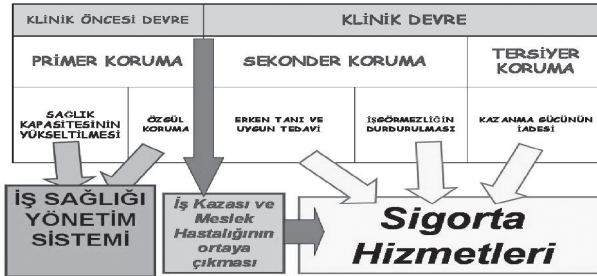 KLİNİK ÖNCESİ DEVRE
KLİNİK DEVRE
PRİMER KORUMA
SEKONDER KORUMA
TERSİYER
KORUMA
SAĞLIK
KAPASİTESİNİN
YÜKSELTİLMESİ
ÖZGÜL
KORUMA
ERKEN TANI VE
UYGUN TEDAVİ
İŞGÖRMEZLİĞİN
DURDURULMASI
KAZANMA GÜCÜNÜN
İADESİ
İŞ SAĞLIĞI
YÖNETİM
SİSTEMİ
İş Kazası ve
Meslek
Hastalığının
ortaya
çıkması
Sigorta
Hizmetleri